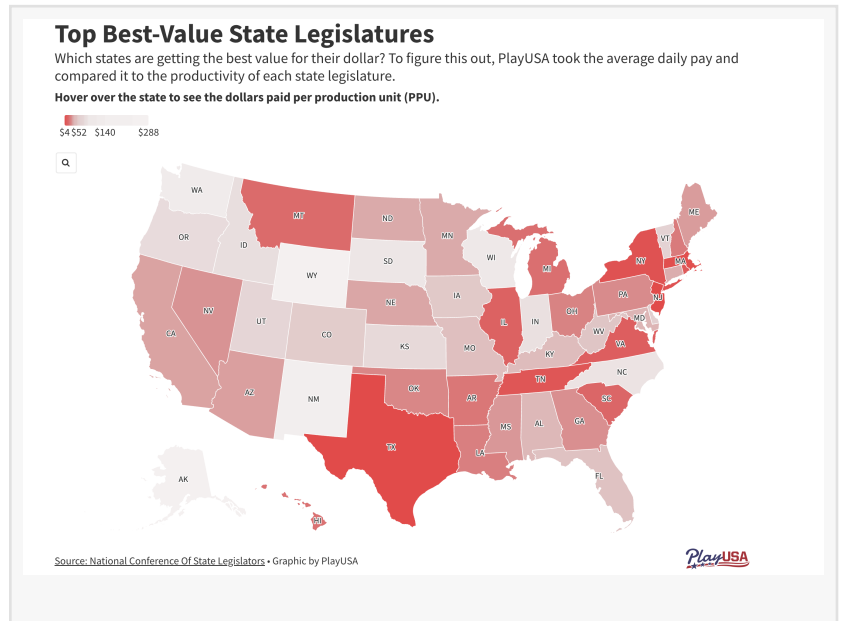 Top Best-Value State Legislatures
Which states are getting the best value for their dollar? To figure this out, PlayUSA took the average daily pay and
compared it to the productivity of each state legislature.
Hover over the state to see the dollars paid per production unit (PPU).
$4 $52 $140 $288
WA
MT
ND
MN
ME
OR
ID
SD
WI
VT
NY
MA
MI
WY
NV
NE
IA
PA
NJ
CA
UT
CO
IL
IN
OH
MD
WV
KS
MO
KY
VA
NC
AZ
NM
OK
AR
TN
SC
MS
AL
GA
TX
LA
AK
FL
HI
Source: National Conference Of State Legislators • Graphic by PlayUSA
PlayUSA